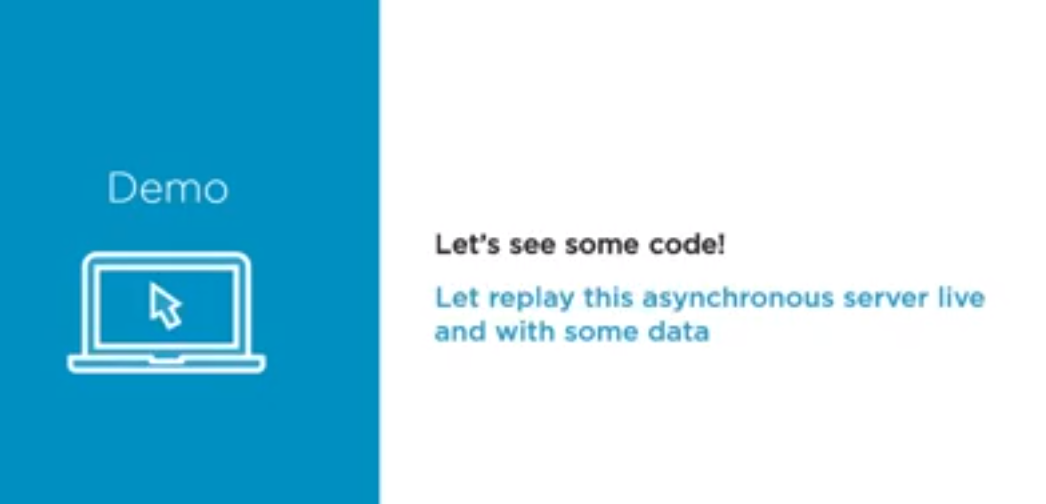 Demo
Let's see some code!
Let replay this asynchronous server live
and with some data